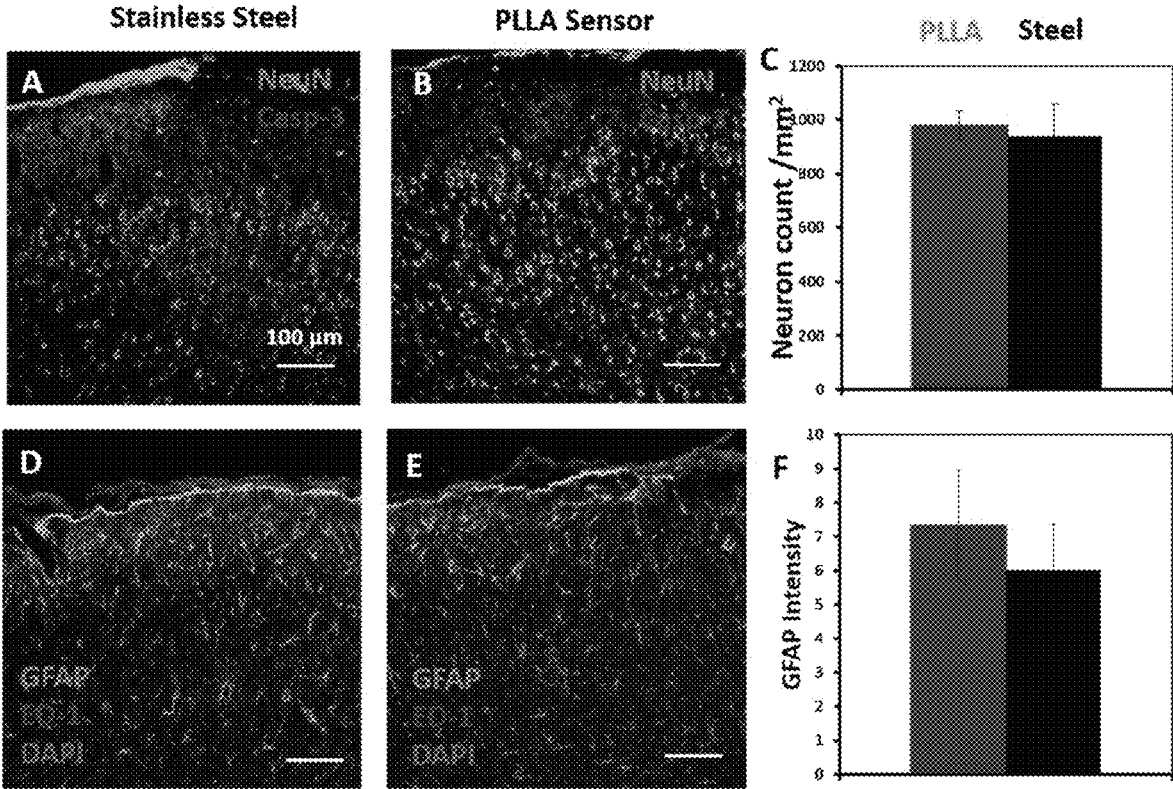 Stainless Steel
PLLA Sensor
PLLA Steel
A
NeuN
Casp-3
100 µm
B
NeuN
C
1200
1000
800
600
400
200
0
Neuron count /mm²
D
GFAP
ED-1
DAPI
E
GFAP
ED-1
DAPI
F
10
9
8
7
6
5
4
3
2
1
0
GFAP Intensity